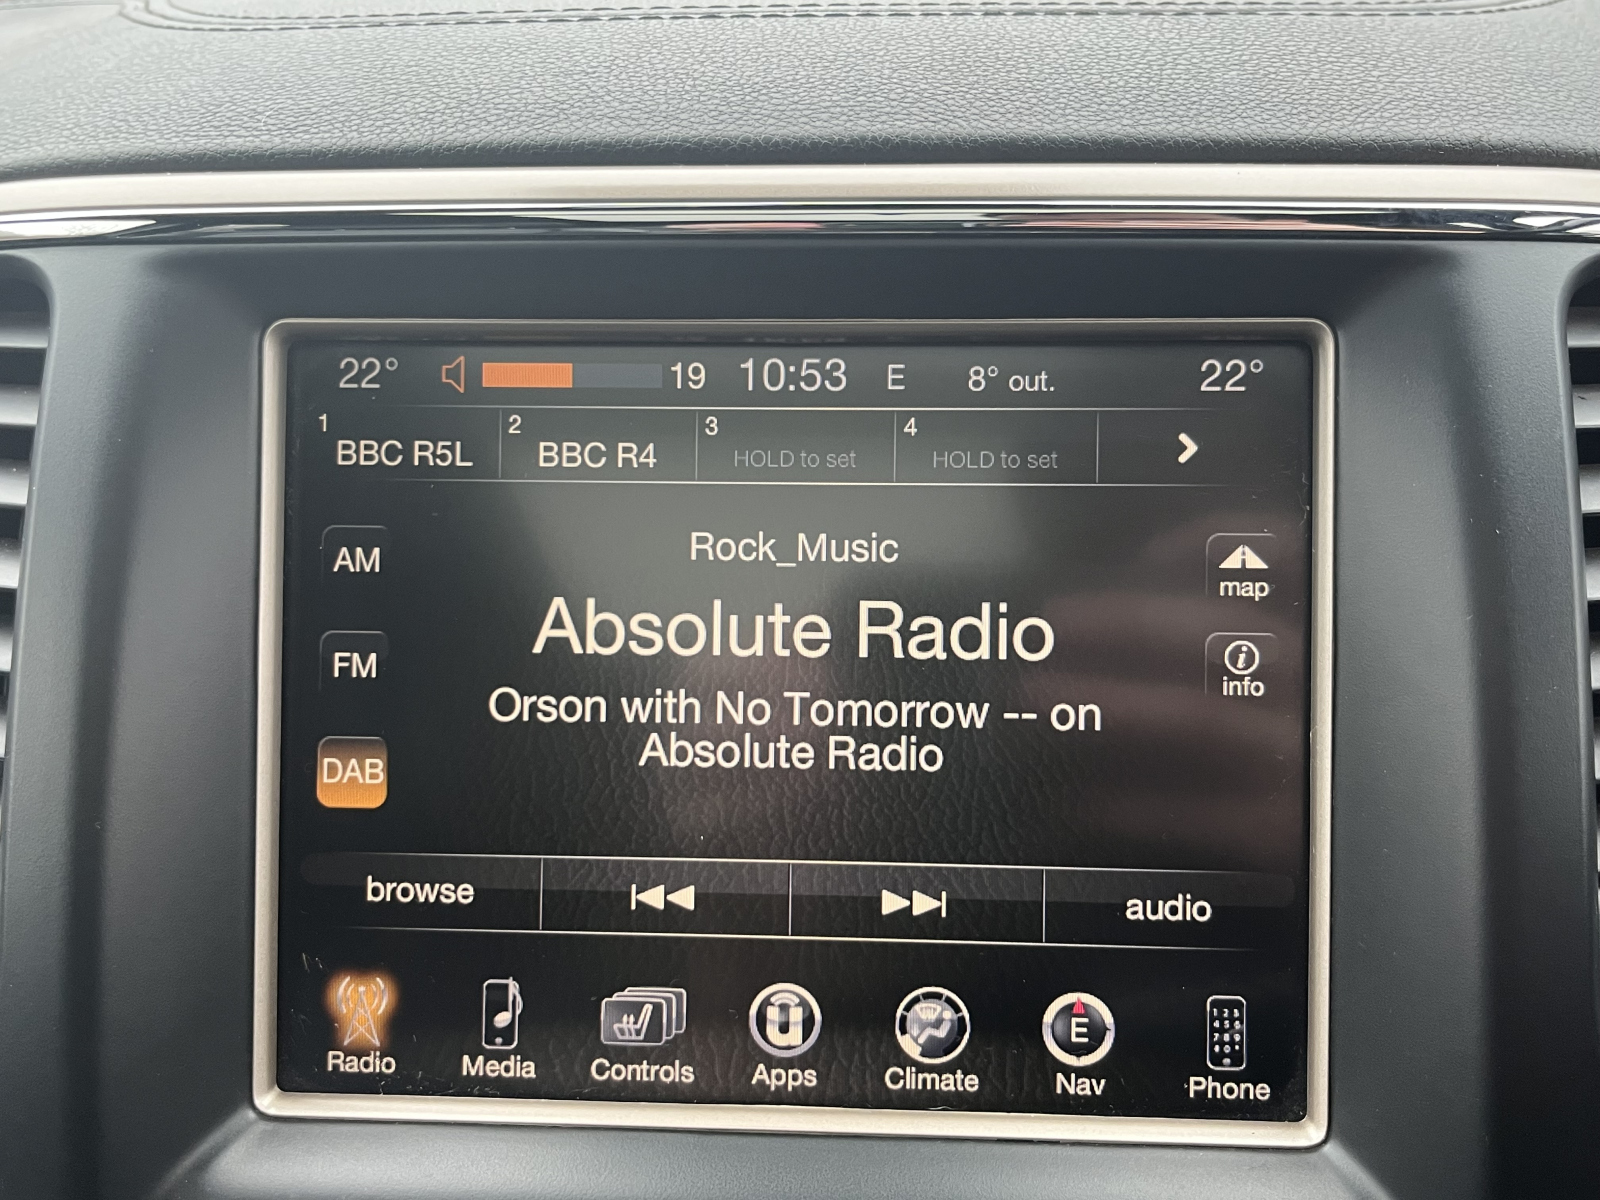 22° 19 10:53 E 8° out. 22°
1 BBC R5L 2 BBC R4 3 HOLD to set 4 HOLD to set
Rock_Music
AM
map
Absolute Radio
FM
info
Orson with No Tomorrow -- on
Absolute Radio
DAB
browse audio
Radio Media Controls Apps Climate E Nav Phone